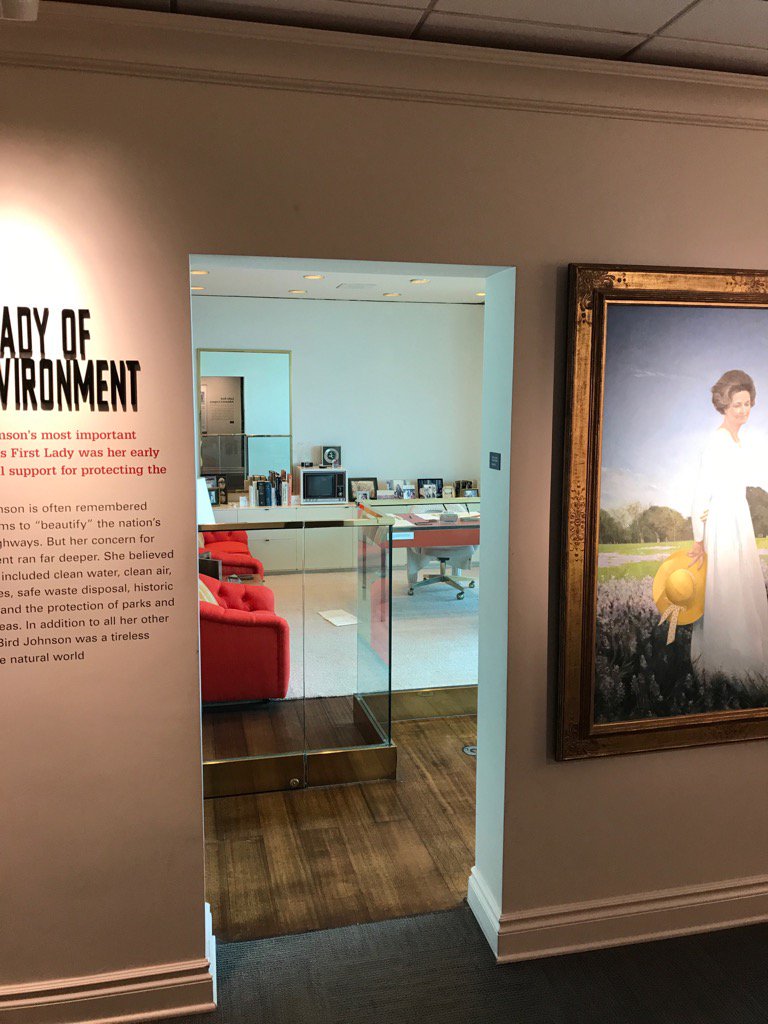 ADY OF
VIRONMENT
nson's most important
s First Lady was her early
l support for protecting the
nson is often remembered
ms to “beautify” the nation's
ghways. But her concern for
ent ran far deeper. She believed
included clean water, clean air,
es, safe waste disposal, historic
and the protection of parks and
eas. In addition to all her other
Bird Johnson was a tireless
e natural world